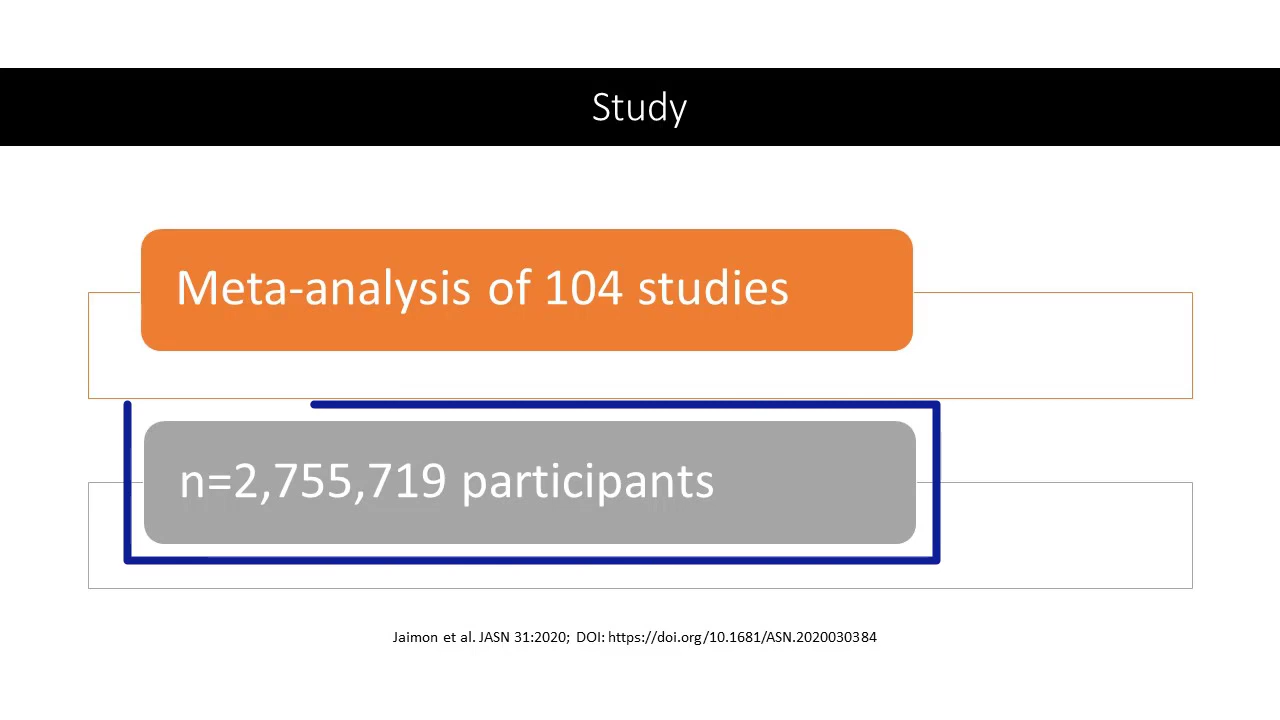 Study
Meta-analysis of 104 studies
n=2,755,719 participants
Jaimon et al. JASN 31:2020; DOI: https://doi.org/10.1681/ASN.2020030384